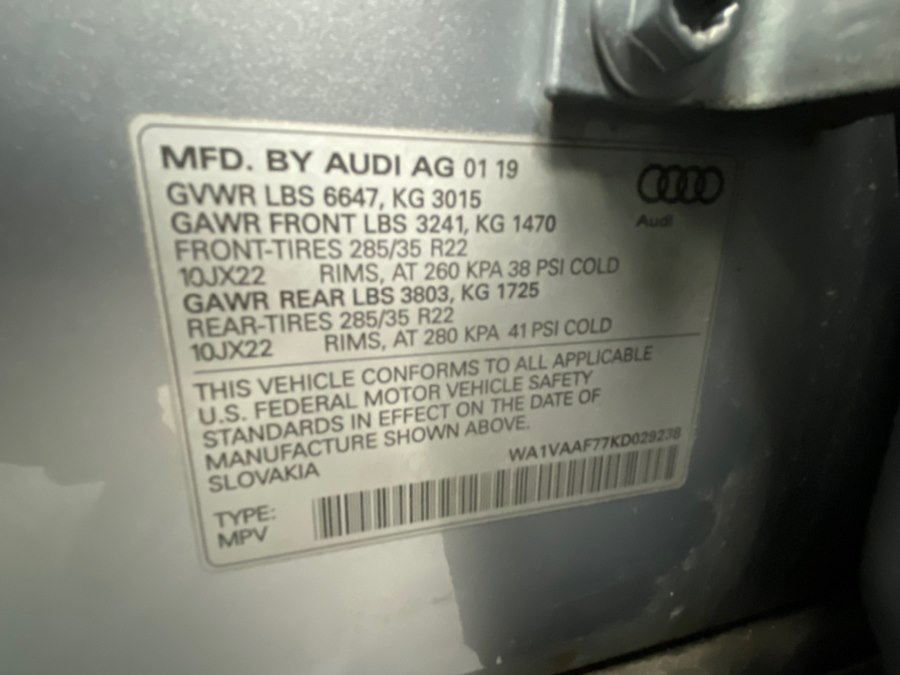 MFD. BY AUDI AG 01 19
Audi
GVWR LBS 6647, KG 3015
GAWR FRONT LBS 3241, KG 1470
FRONT-TIRES 285/35 R22
10JX22 RIMS, AT 260 KPA 38 PSI COLD
GAWR REAR LBS 3803, KG 1725
REAR-TIRES 285/35 R22
10JX22 RIMS, AT 280 KPA 41 PSI COLD
THIS VEHICLE CONFORMS TO ALL APPLICABLE
U.S. FEDERAL MOTOR VEHICLE SAFETY
STANDARDS IN EFFECT ON THE DATE OF
MANUFACTURE SHOWN ABOVE.
SLOVAKIA WA1VAAF77KD029238
TYPE:
MPV